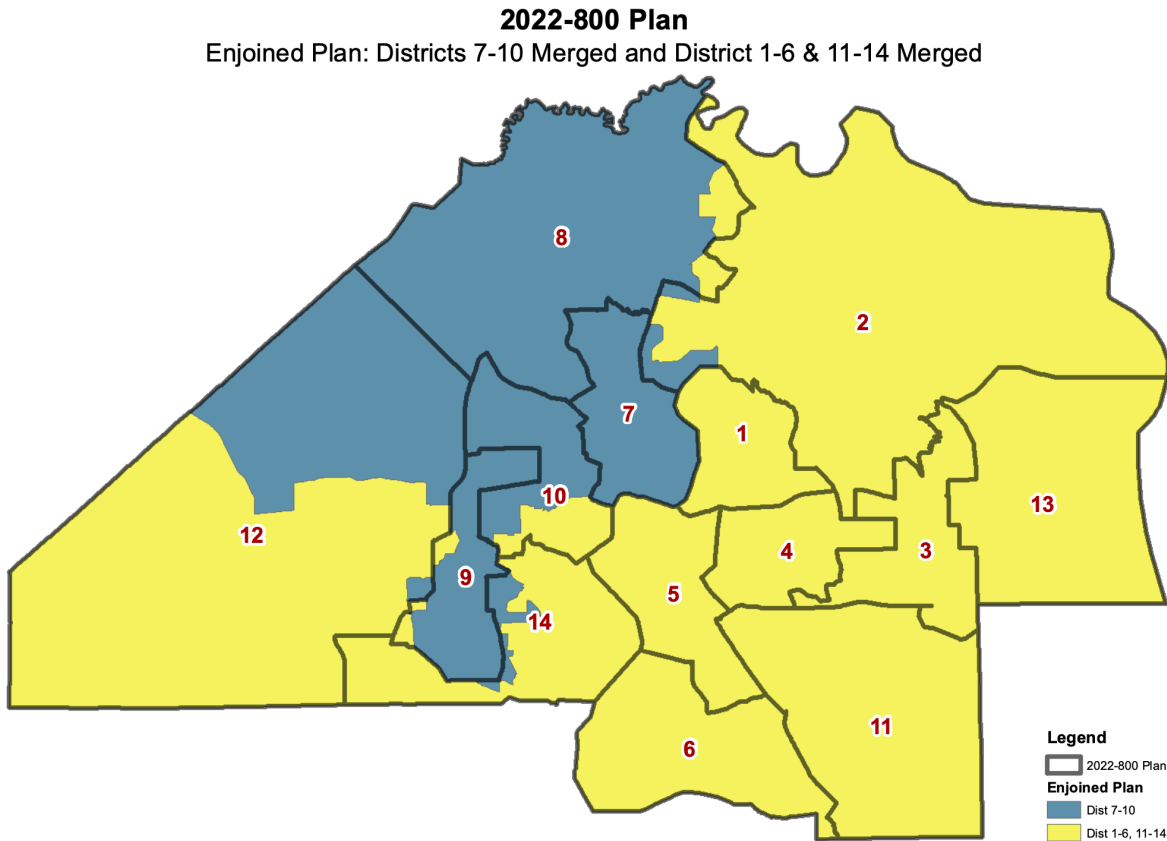 2022-800 Plan
Enjoined Plan: Districts 7-10 Merged and District 1-6 & 11-14 Merged
8
2
7
1
10
13
12
4
3
9
5
14
11
6
Legend
2022-800 Plan
Enjoined Plan
Dist 7-10
Dist 1-6, 11-14